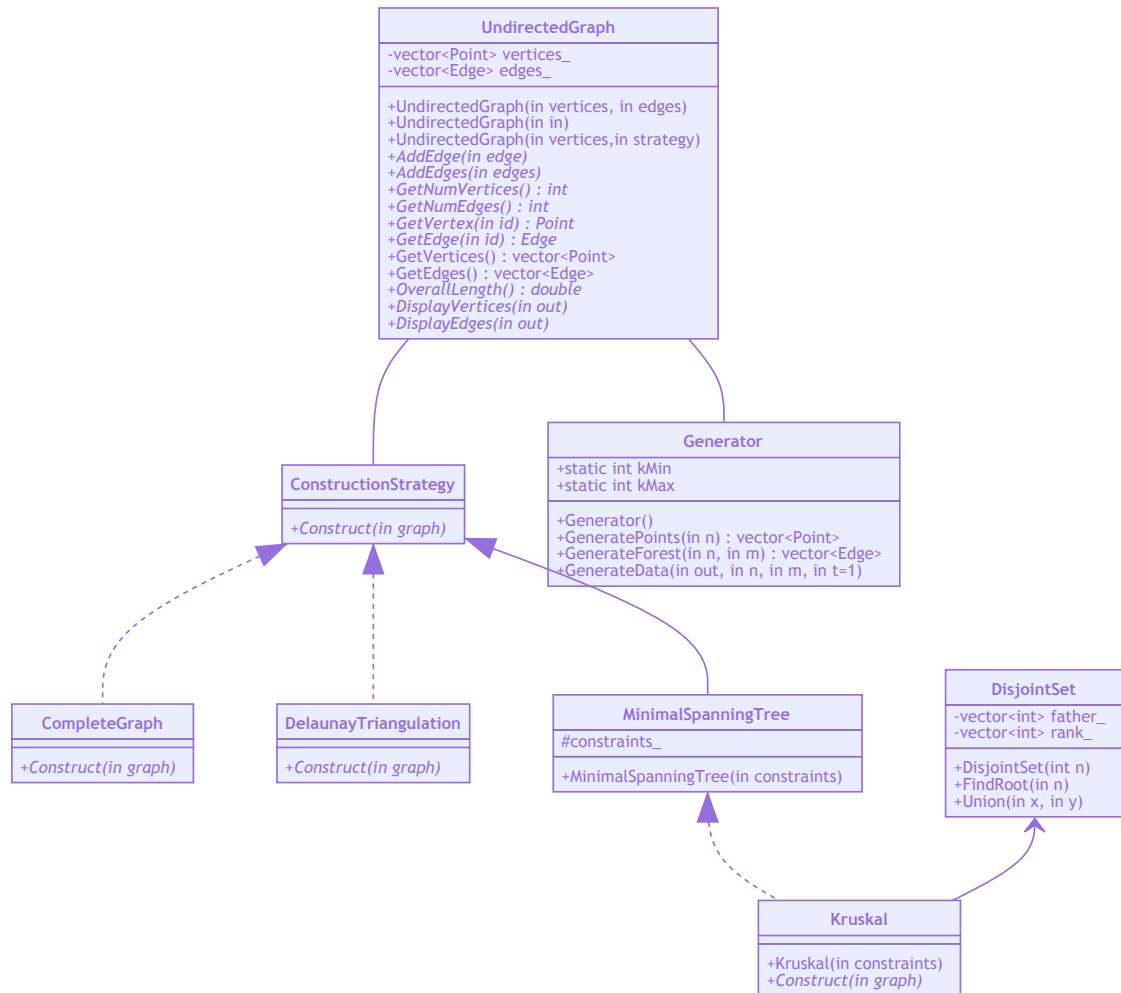 UndirectedGraph
-vector<Point> vertices_
-vector<Edge> edges_
+UndirectedGraph(in vertices, in edges)
+UndirectedGraph(in in)
+UndirectedGraph(in vertices,in strategy)
+AddEdge(in edge)
+AddEdges(in edges)
+GetNumVertices() : int
+GetNumEdges() : int
+GetVertex(in id) : Point
+GetEdge(in id) : Edge
+GetVertices() : vector<Point>
+GetEdges() : vector<Edge>
+OverallLength() : double
+DisplayVertices(in out)
+DisplayEdges(in out)
Generator
+static int kMin
+static int kMax
+Generator()
+GeneratePoints(in n) : vector<Point>
+GenerateForest(in n, in m) : vector<Edge>
+GenerateData(in out, in n, in m, in t=1)
ConstructionStrategy
+Construct(in graph)
CompleteGraph
+Construct(in graph)
DelaunayTriangulation
+Construct(in graph)
MinimalSpanningTree
#constraints_
+MinimalSpanningTree(in constraints)
DisjointSet
-vector<int> father_
-vector<int> rank_
+DisjointSet(int n)
+FindRoot(in n)
+Union(in x, in y)
Kruskal
+Kruskal(in constraints)
+Construct(in graph)